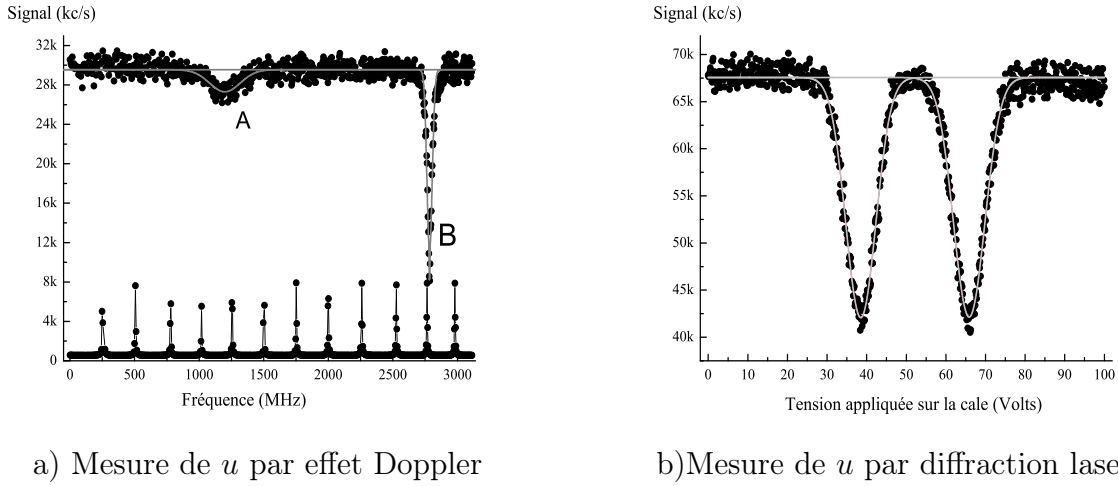 Signal (kc/s)
32k
28k
24k
20k
16k
12k
8k
4k
0
A
B
0 500 1000 1500 2000 2500 3000
Fréquence (MHz)
a) Mesure de u par effet Doppler
Signal (kc/s)
70k
65k
60k
55k
50k
45k
40k
0 10 20 30 40 50 60 70 80 90 100
Tension appliquée sur la cale (Volts)
b)Mesure de u par diffraction lase